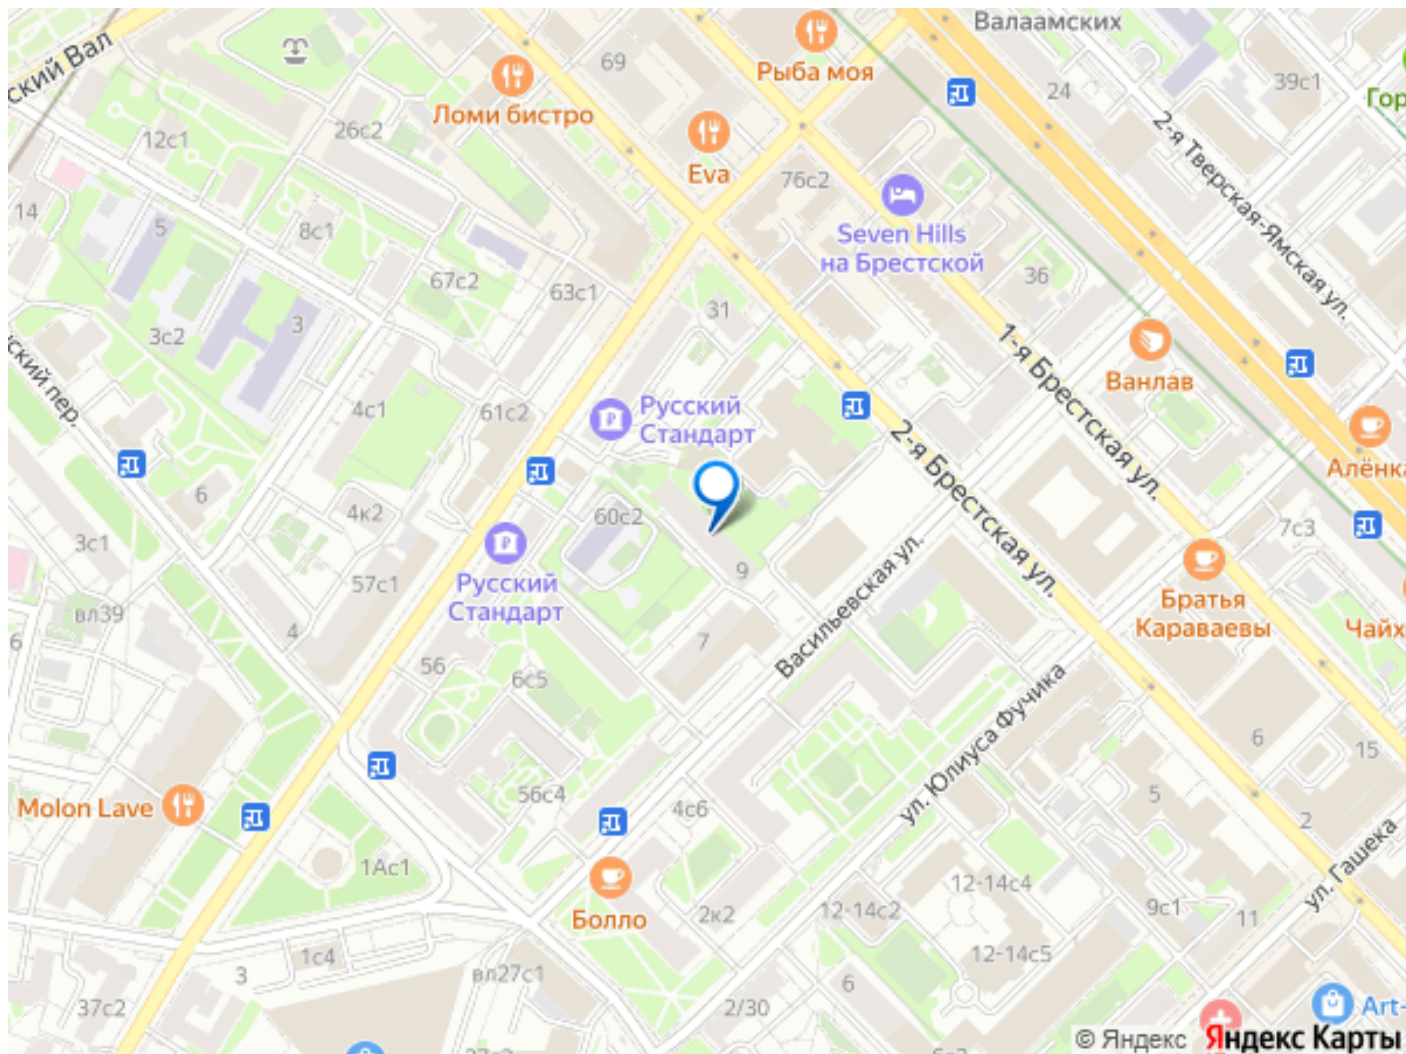 Валаамских
ский Вал
69
Рыба моя
24
39с1
Гор
Ломи бистро
26с2
12с1
Eva
76с2
2-я Тверская-Ямская ул.
14
5
8с1
Seven Hills
на Брестской
67с2
63с1
36
31
3
3с2
ский пер.
1-я Брестская ул.
Ванлав
4с1
61с2
Русский
Стандарт
2-я Брестская ул.
Алёнка
6
4к2
60с2
7с3
3с1
57с1
Русский
Стандарт
9
Васильевская ул.
Братья
Караваевы
вл39
6
4
7
Чайх
56
6с5
ул. Юлиуса Фучика
6
15
Molon Lave
56с4
4с6
5
2
1Ас1
ул. Гашека
Болло
2к2
12-14с4
12-14с2
9с1
11
1с4
3
вл27с1
12-14с5
6
37с2
2/30
Art-
© Яндекс Яндекс Карты